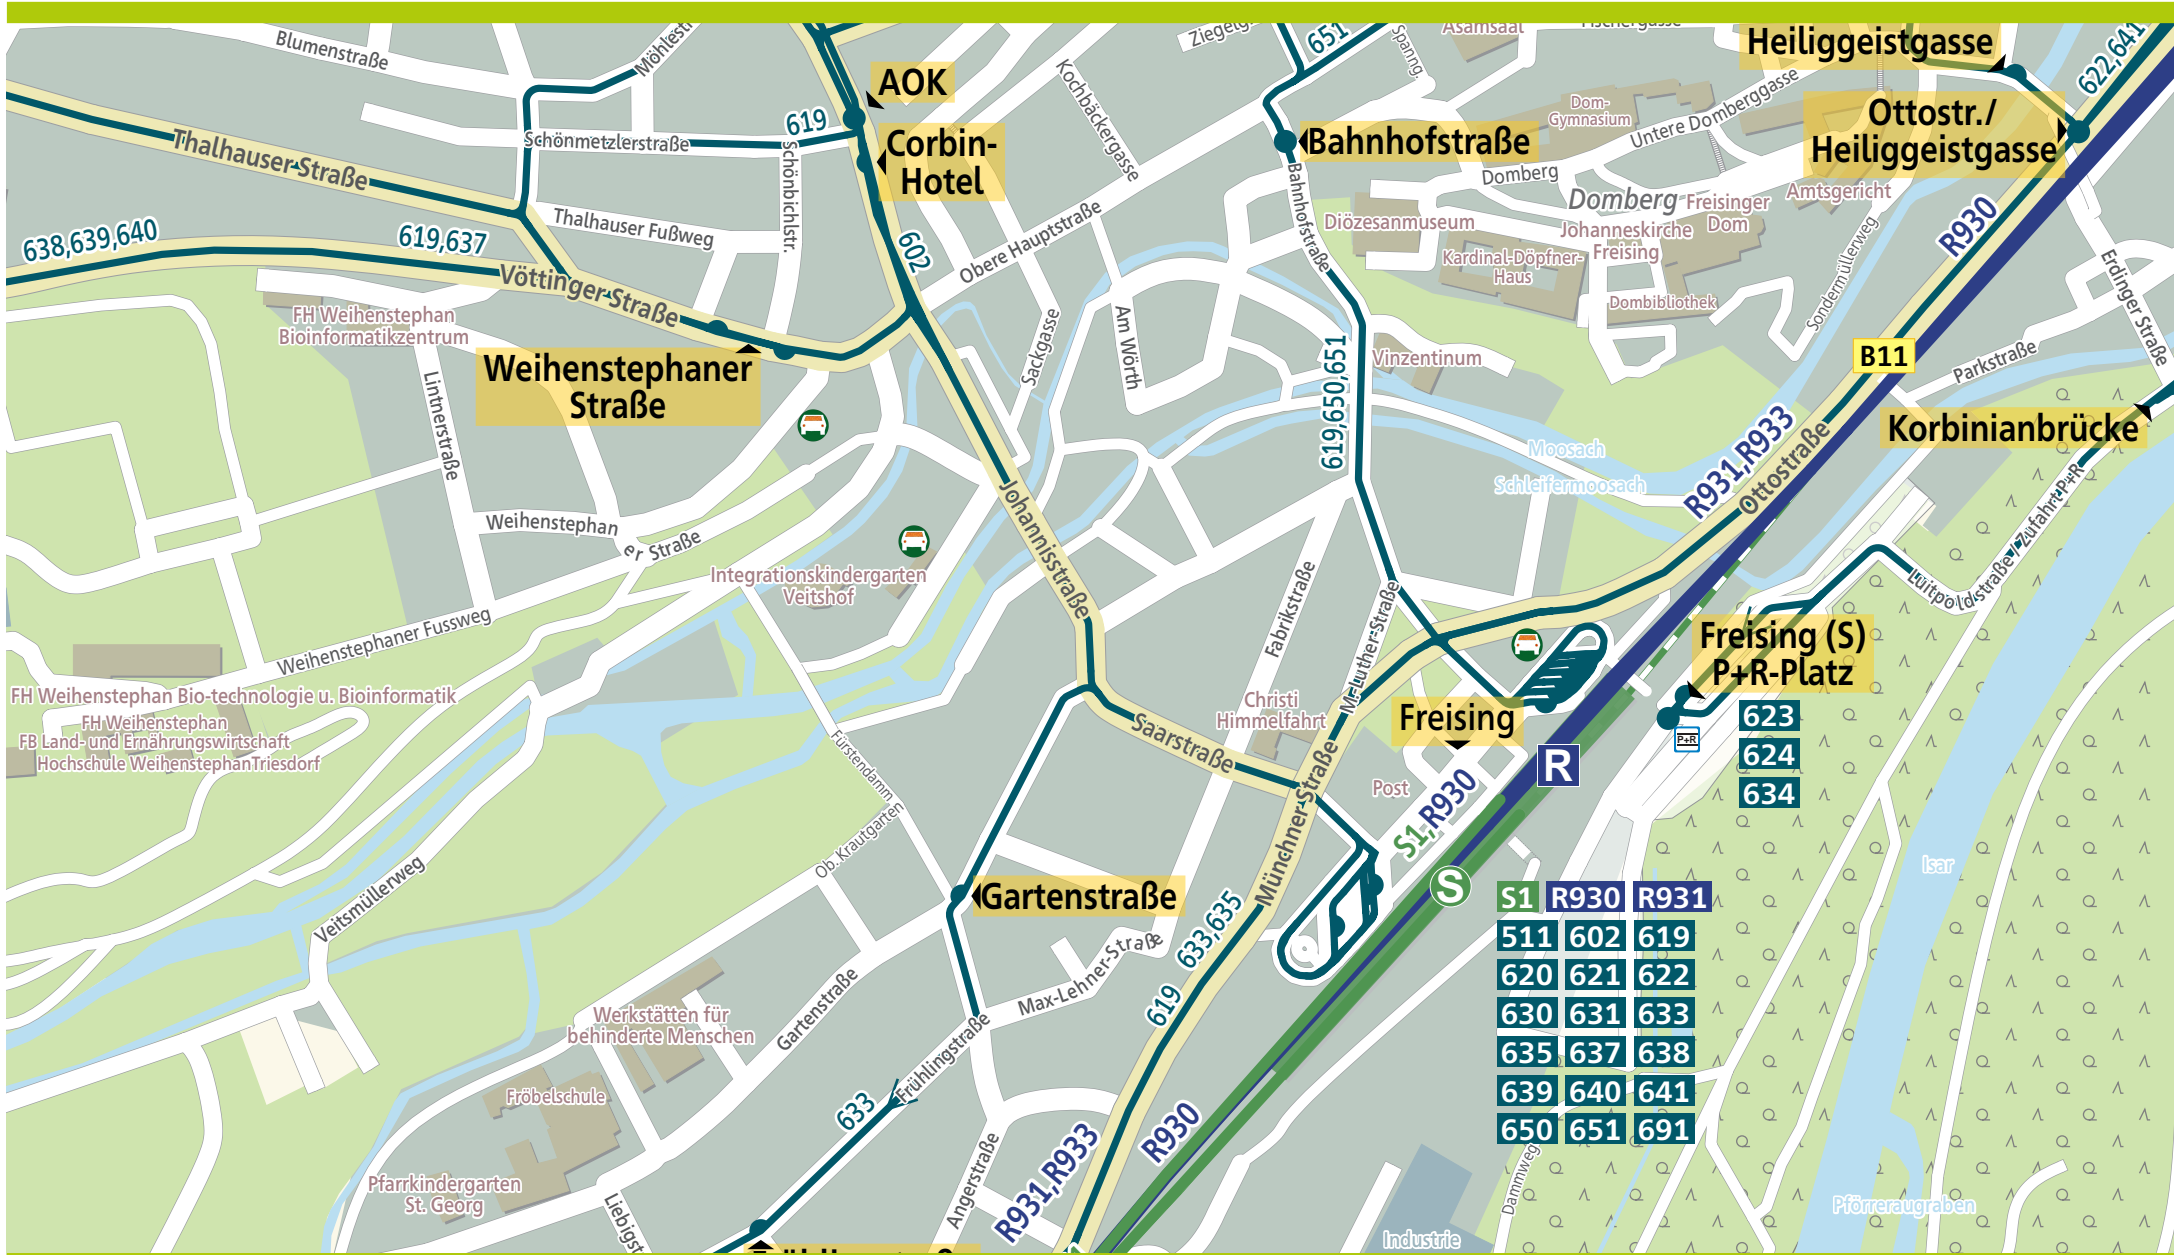 Blumenstraße
Möhlestr
Ziegelg
651
Spanng.
Asamsaal
Fischergasse
Heiliggeistgasse
622,641
AOK
Kochbäckergasse
Dom-
Gymnasium
Untere Domberggasse
Ottostr./
Heiliggeistgasse
Thalhauser Straße
Schönmetzlerstraße
619
Corbin-
Hotel
Schönbichlstr.
Bahnhofstraße
Bahnhofstraße
Domberg
Domberg
Freisinger
Dom
Amtsgericht
638,639,640
619,637
Thalhauser Fußweg
602
Obere Hauptstraße
Diözesanmuseum
Johanneskirche
Freising
Kardinal-Döpfner-
Haus
Dombibliothek
Sondermüllerweg
R930
Erdinger Straße
Vöttinger Straße
FH Weihenstephan
Bioinformatikzentrum
Weihenstephaner
Straße
Sackgasse
Am Wörth
619,650,651
Vinzentinum
B11
Parkstraße
Korbinianbrücke
Lintnerstraße
Moosach
Schleifermoosach
R931,R933
Ottostraße
Weihenstephan
er Straße
Johannisstraße
Integrationskindergarten
Veitshof
Fabrikstraße
M.-Luther-Straße
Luitpoldstraße / Zufahrt P+R
Weihenstephaner Fussweg
Freising (S)
P+R-Platz
P+R
623
624
634
FH Weihenstephan Bio-technologie u. Bioinformatik
FH Weihenstephan
FB Land- und Ernährungswirtschaft
Hochschule WeihenstephanTriesdorf
Christi
Himmelfahrt
Freising
Saarstraße
Fürstendamm
Post
R
S1,R930
Münchner Straße
Ob. Krautgarten
S
Isar
Veitsmüllerweg
Gartenstraße
S1 R930 R931
511 602 619
620 621 622
630 631 633
635 637 638
639 640 641
650 651 691
633,635
619
Max-Lehner-Straße
Gartenstraße
Werkstätten für
behinderte Menschen
Frühlingstraße
Fröbelschule
633
R930
R931,R933
Angerstraße
Pfarrkindergarten
St. Georg
Liebigst
Dammweg
Pförreraugraben
Industrie